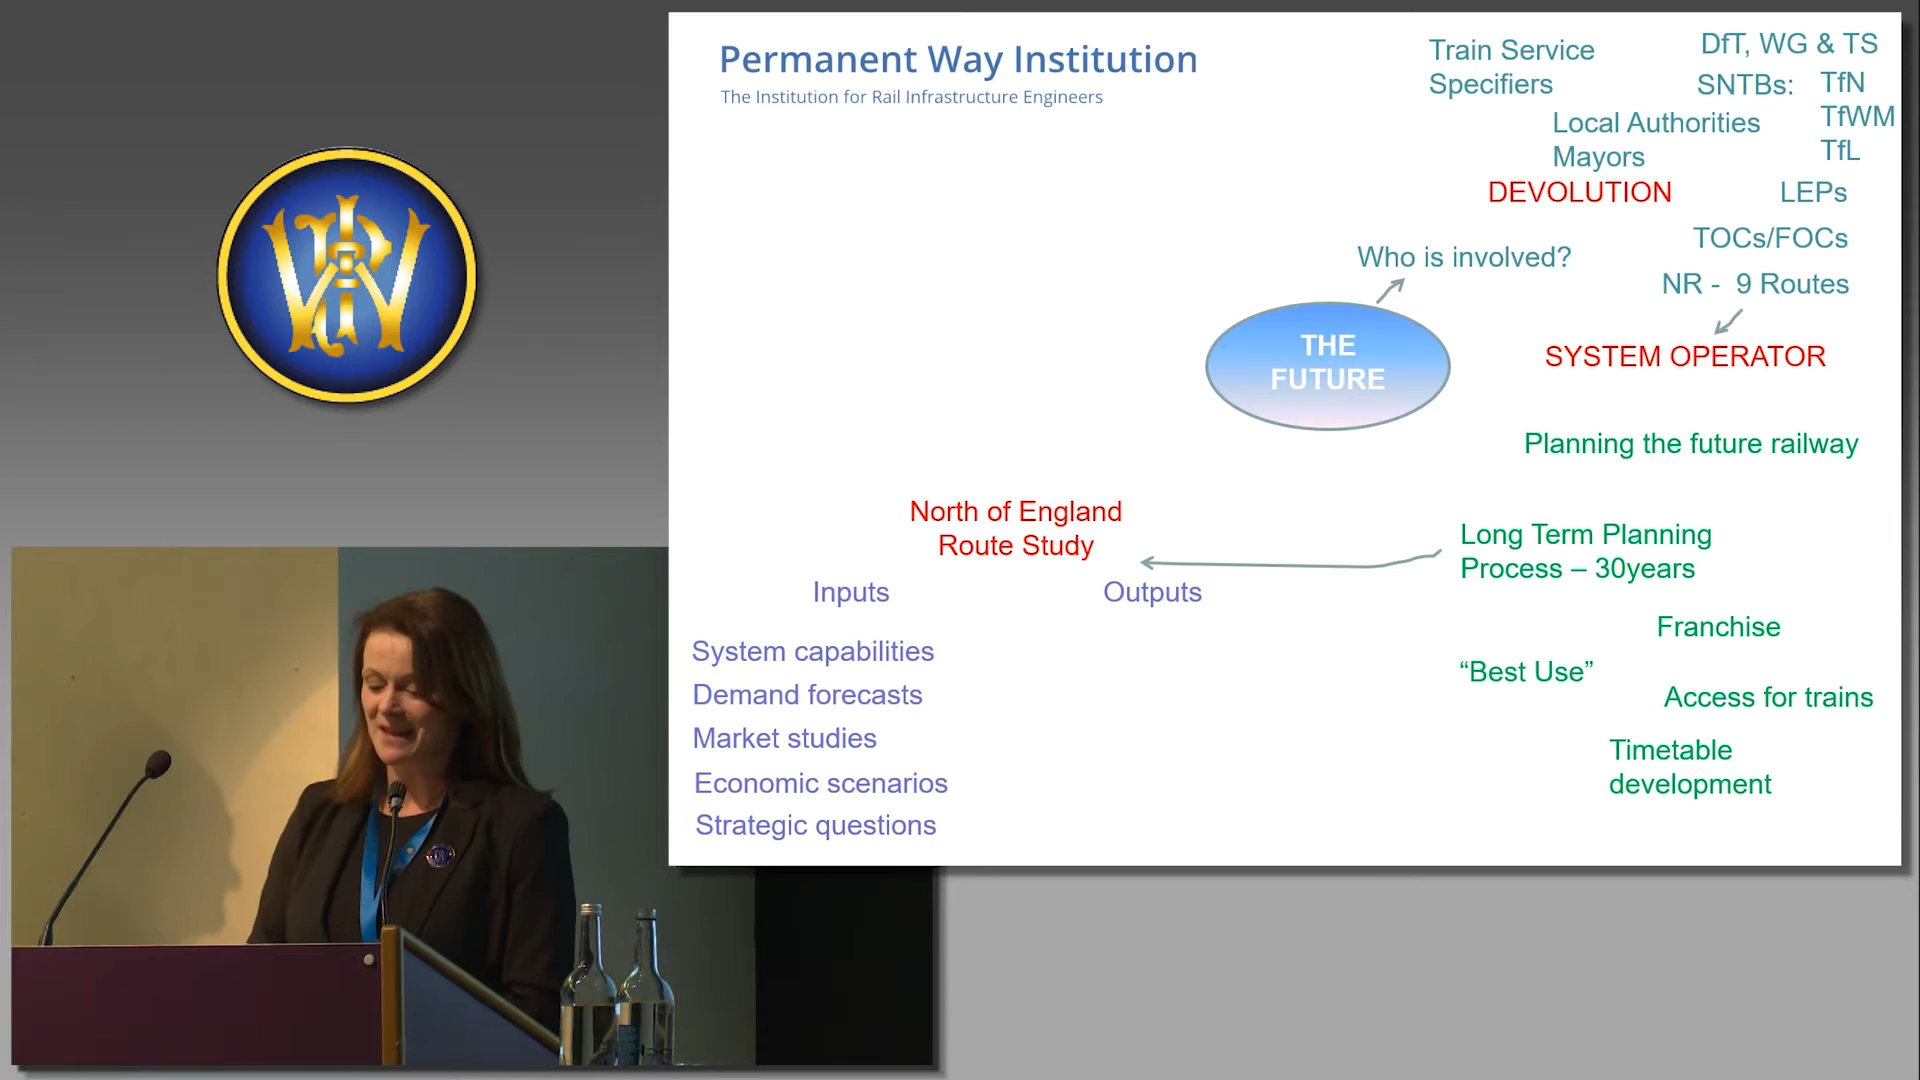 Permanent Way Institution
The Institution for Rail Infrastructure Engineers
Train Service
Specifiers
DfT, WG & TS
SNTBs:
TfN
TfWM
TfL
Local Authorities
Mayors
DEVOLUTION
LEPs
TOCs/FOCs
Who is involved?
NR - 9 Routes
THE
FUTURE
SYSTEM OPERATOR
Planning the future railway
North of England
Route Study
Long Term Planning
Process – 30years
Inputs
Outputs
Franchise
System capabilities
“Best Use”
Demand forecasts
Access for trains
Market studies
Timetable
development
Economic scenarios
Strategic questions